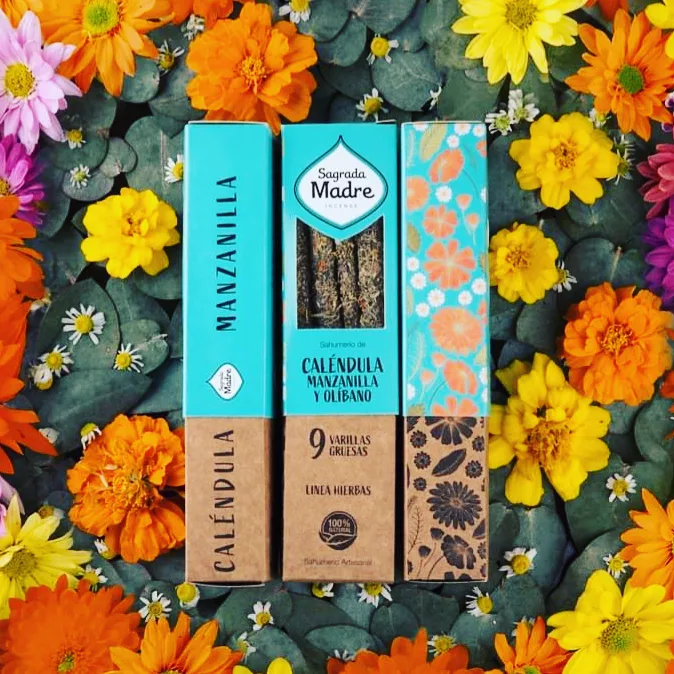 MANZANILLA
Sagrada
Madre
CALÉNDULA
Sagrada
Madre
INCENSE
Sahumerio de
CALÉNDULA
MANZANILLA
Y OLÍBANO
9 VARILLAS
GRUESAS
LINEA HIERBAS
100%
NATURAL
Sahumerio Artesanal